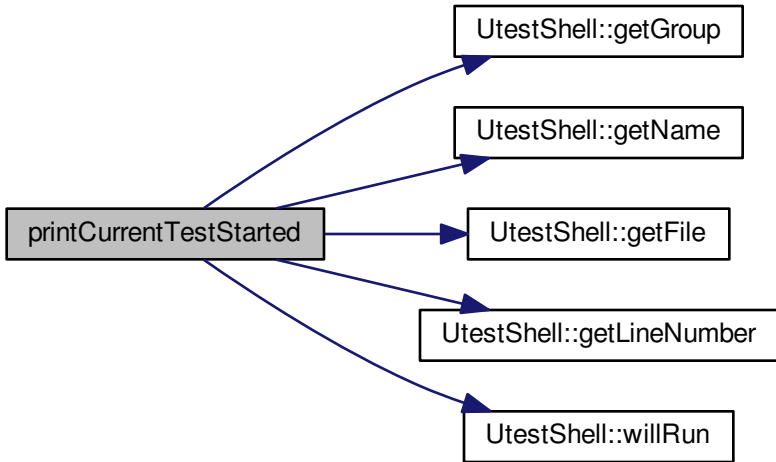 UtestShell::getGroup
UtestShell::getName
printCurrentTestStarted
UtestShell::getFile
UtestShell::getLineNumber
UtestShell::willRun